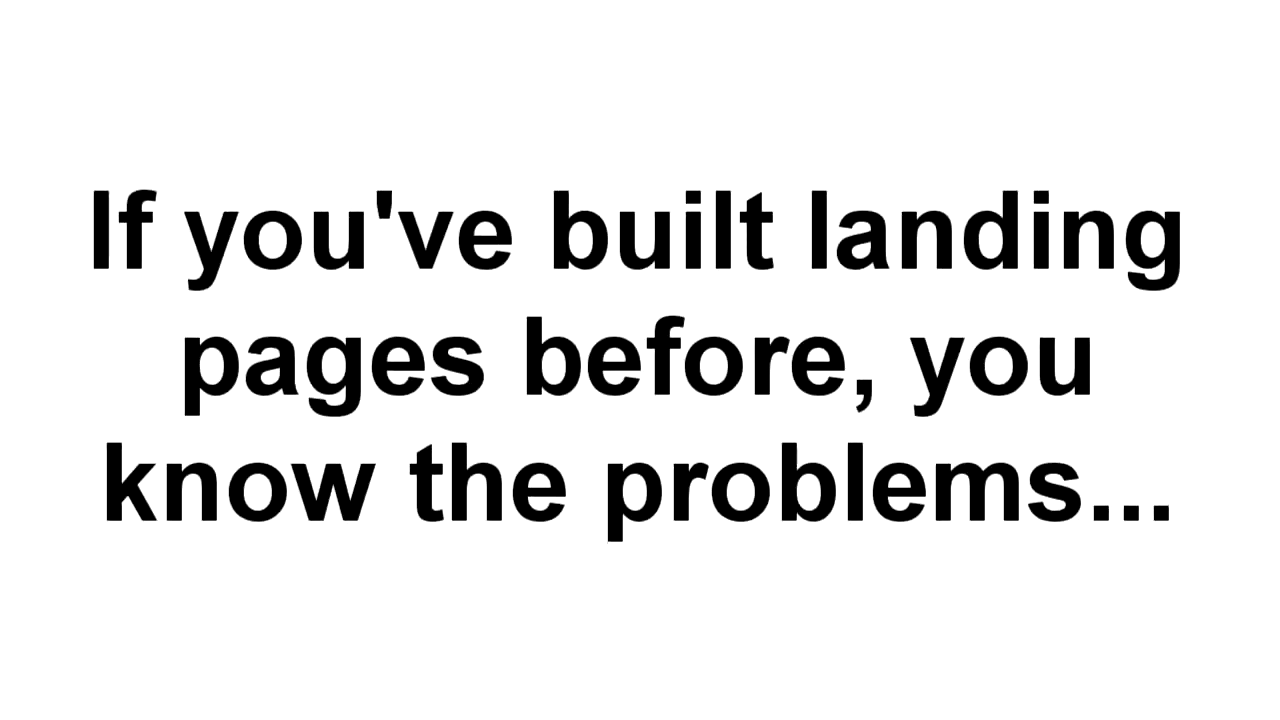 If you've built landing
pages before, you
know the problems...